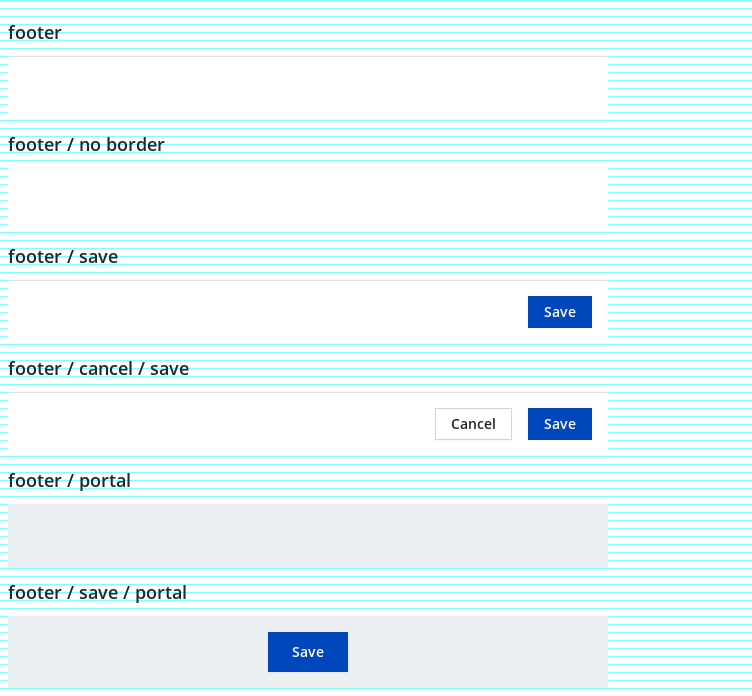 footer
footer / no border
footer / save
Save
footer / cancel / save
Cancel Save
footer / portal
footer / save / portal
Save